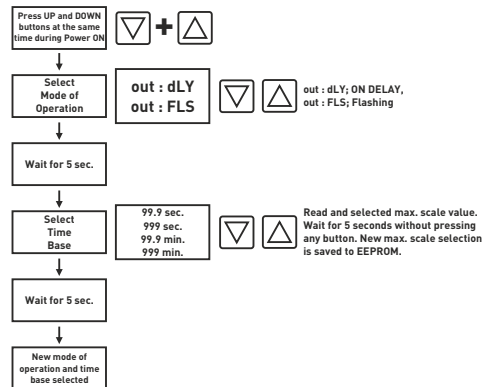 Press UP and DOWN
buttons at the same
time during Power ON
+
Select
Mode of
Operation
out : dLY
out : FLS
out : dLY; ON DELAY,
out : FLS; Flashing
Wait for 5 sec.
Select
Time
Base
99.9 sec.
999 sec.
99.9 min.
999 min.
Read and selected max. scale value.
Wait for 5 seconds without pressing
any button. New max. scale selection
is saved to EEPROM.
Wait for 5 sec.
New mode of
operation and time
base selected